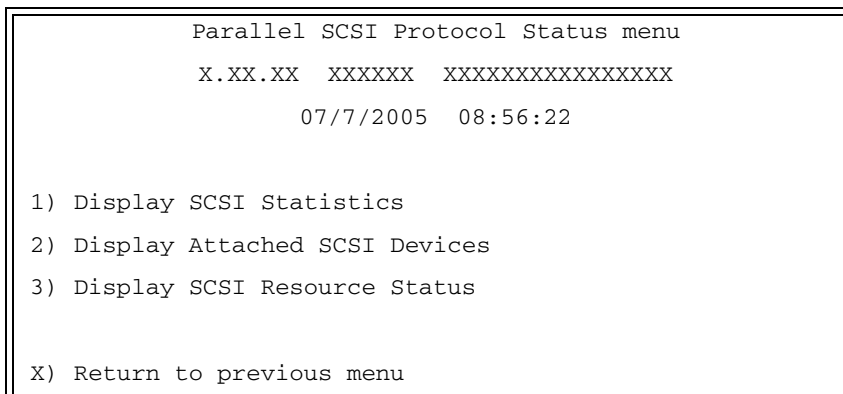 Parallel SCSI Protocol Status menu
X.XX.XX XXXXXX XXXXXXXXXXXXXXXX
07/7/2005 08:56:22
1) Display SCSI Statistics
2) Display Attached SCSI Devices
3) Display SCSI Resource Status
X) Return to previous menu